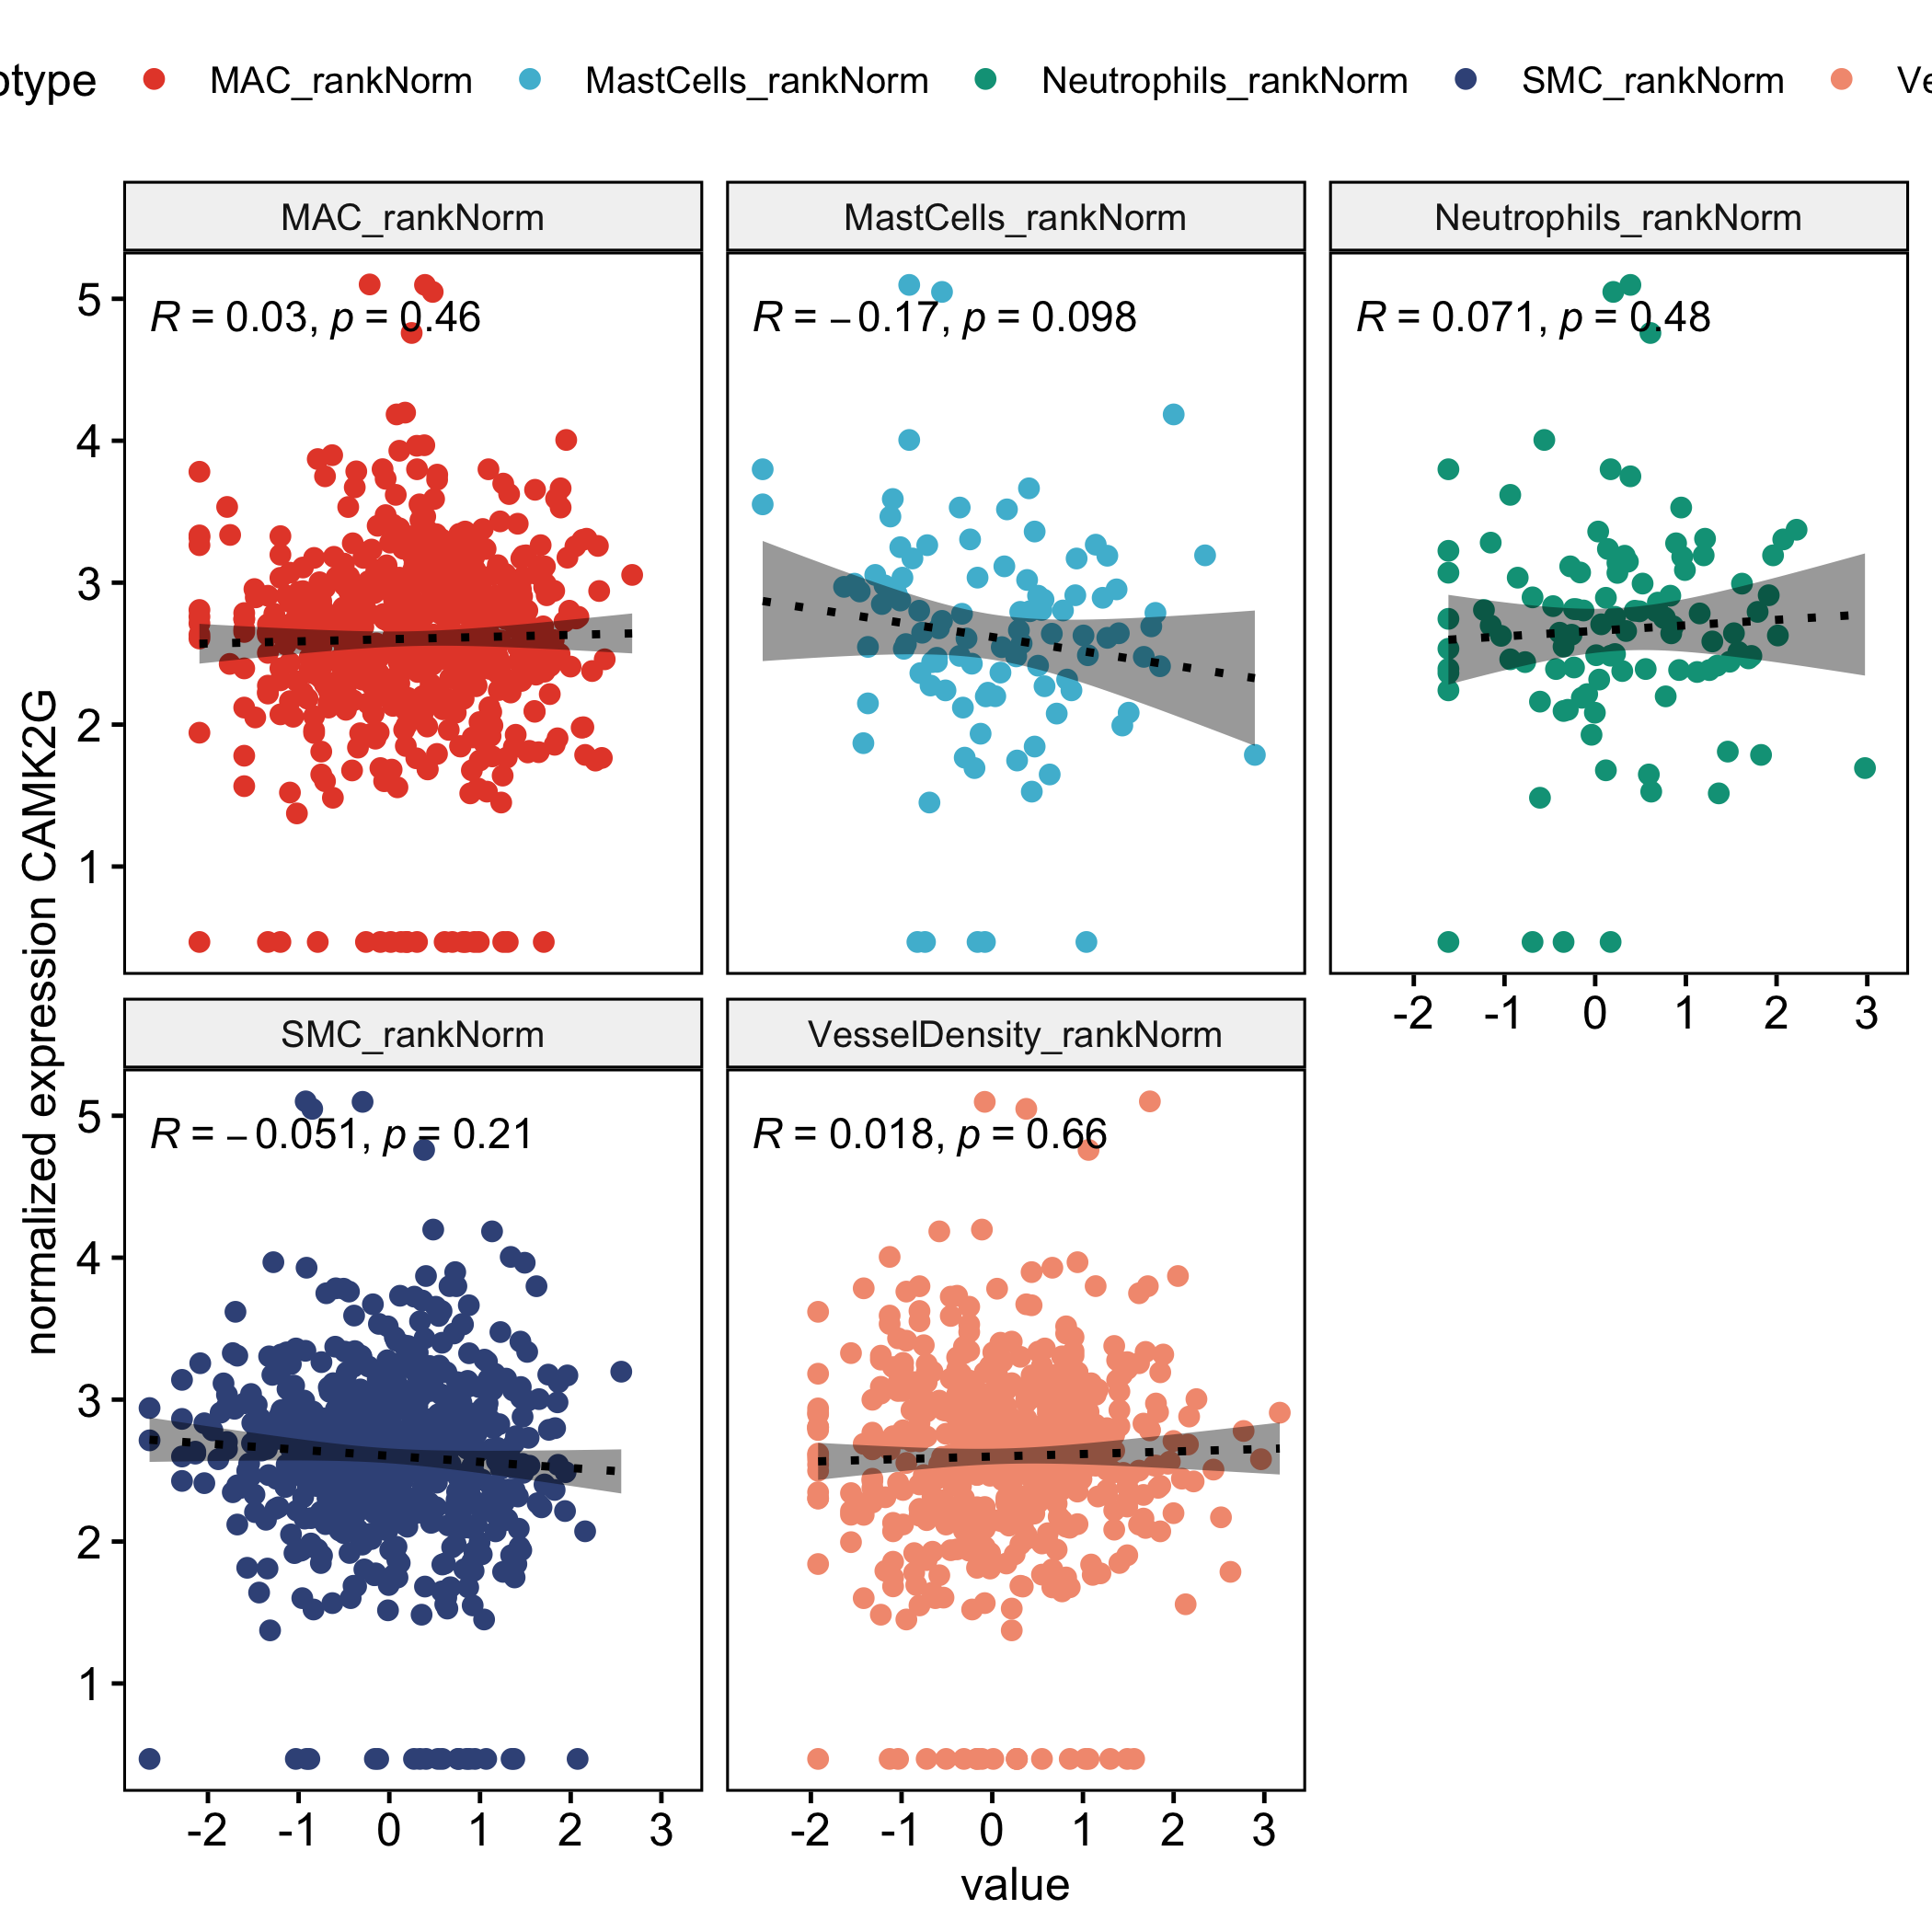 MAC_rankNorm MastCells_rankNorm Neutrophils_rankNorm SMC_rankNorm
MAC_rankNorm
MastCells_rankNorm
Neutrophils_rankNorm
R = 0.03, p = 0.46
R = −0.17, p = 0.098
R = 0.071, p = 0.48
5
4
3
2
1
-2 -1 0 1 2 3
SMC_rankNorm
VesselDensity_rankNorm
R = −0.051, p = 0.21
R = 0.018, p = 0.66
5
4
3
2
1
-2 -1 0 1 2 3
-2 -1 0 1 2 3
value
normalized expression CAMK2G